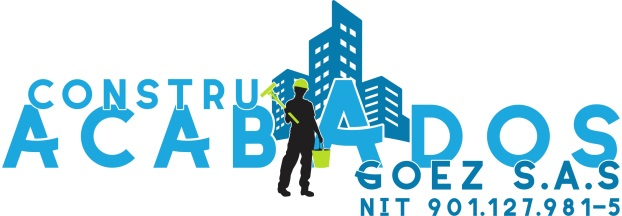 CONSTRU
ACABADOS
GOEZ S.A.S
NIT 901.127.981-5